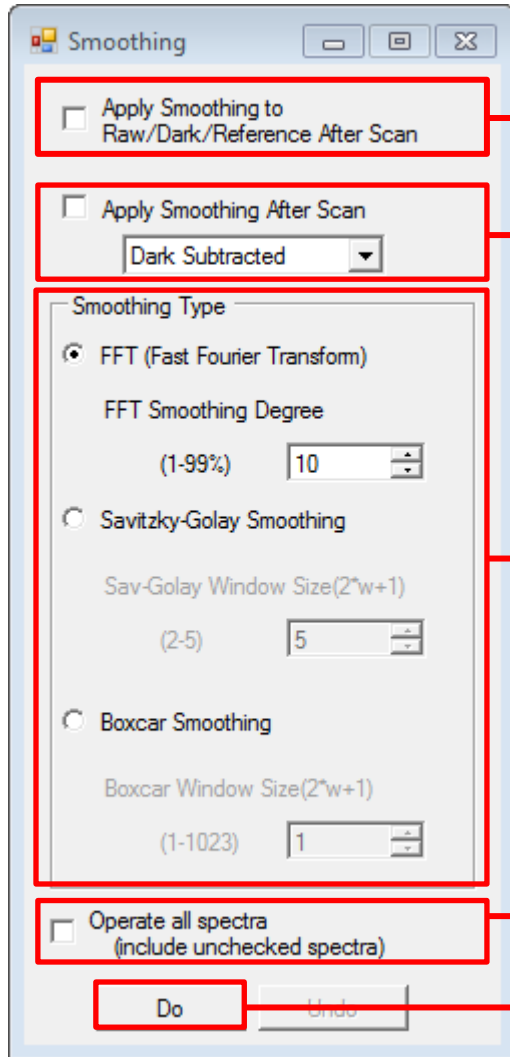 Smoothing
Apply Smoothing to
Raw/Dark/Reference After Scan
Apply Smoothing After Scan
Dark Subtracted
Smoothing Type
FFT (Fast Fourier Transform)
FFT Smoothing Degree
(1-99%) 10
Savitzky-Golay Smoothing
Sav-Golay Window Size(2*w+1)
(2-5) 5
Boxcar Smoothing
Boxcar Window Size(2*w+1)
(1-1023) 1
Operate all spectra
(include unchecked spectra)
Do Undo